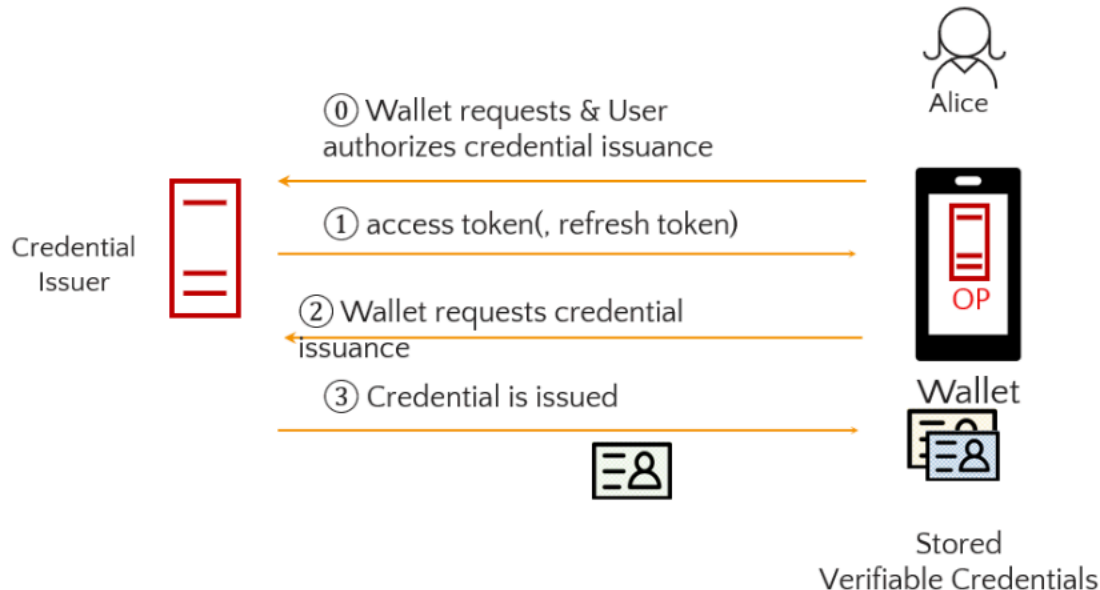 Alice
⓪ Wallet requests & User
authorizes credential issuance
① access token(, refresh token)
Credential
Issuer
OP
② Wallet requests credential
issuance
③ Credential is issued
Wallet
Stored
Verifiable Credentials